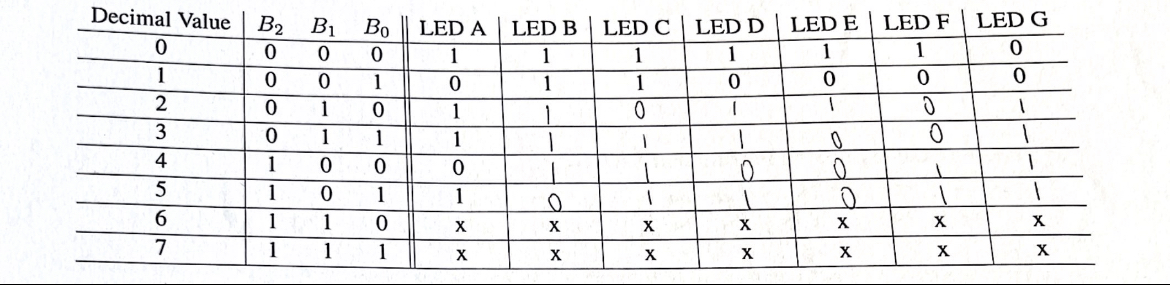 Decimal Value B₂ B₁ B₀ LED A LED B LED C LED D LED E LED F LED G
0 0 0 0 1 1 1 1 1 1 0
1 0 0 1 0 1 1 0 0 0 0
2 0 1 0 1 1 0 1 1 0 1
3 0 1 1 1 1 1 1 0 0 1
4 1 0 0 0 1 1 0 0 1 1
5 1 0 1 1 0 1 1 0 1 1
6 1 1 0 x x x x x x x
7 1 1 1 x x x x x x x